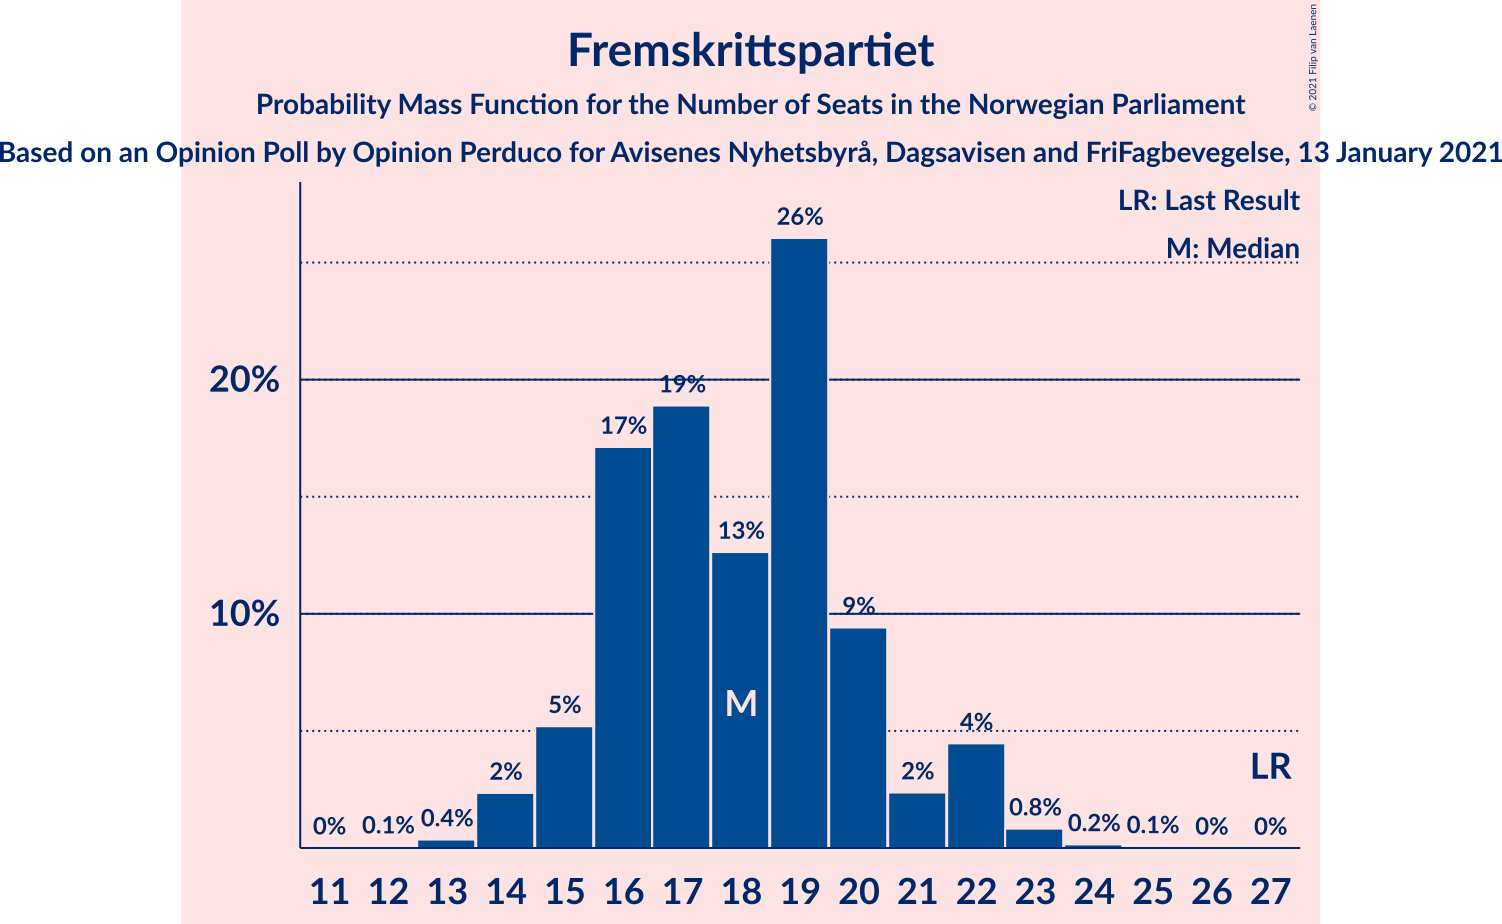 Fremskrittspartiet
Probability Mass Function for the Number of Seats in the Norwegian Parliament
Based on an Opinion Poll by Opinion Perduco for Avisenes Nyhetsbyrå, Dagsavisen and FriFagbevegelse, 13 January 2021
© 2021 Filip van Laenen
LR: Last Result
M: Median
26%
20%
19%
17%
13%
10%
9%
M
5%
4%
LR
2%
2%
0%
0.1%
0.4%
0.8%
0.2%
0.1%
0%
0%
11 12 13 14 15 16 17 18 19 20 21 22 23 24 25 26 27